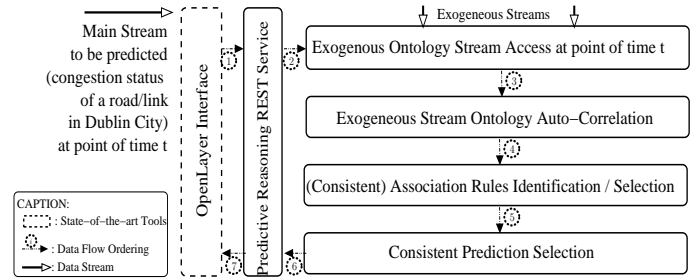 Main Stream
to be predicted
(congestion status
of a road/link
in Dublin City)
at point of time t
CAPTION:
: State−of−the−art Tools
i
: Data Flow Ordering
: Data Stream
OpenLayer Interface
1
7
Predictive Reasoning REST Service
2
6
Exogeneous Streams
Exogenous Ontology Stream Access at point of time t
3
Exogeneous Stream Ontology Auto−Correlation
4
(Consistent) Association Rules Identification / Selection
5
Consistent Prediction Selection